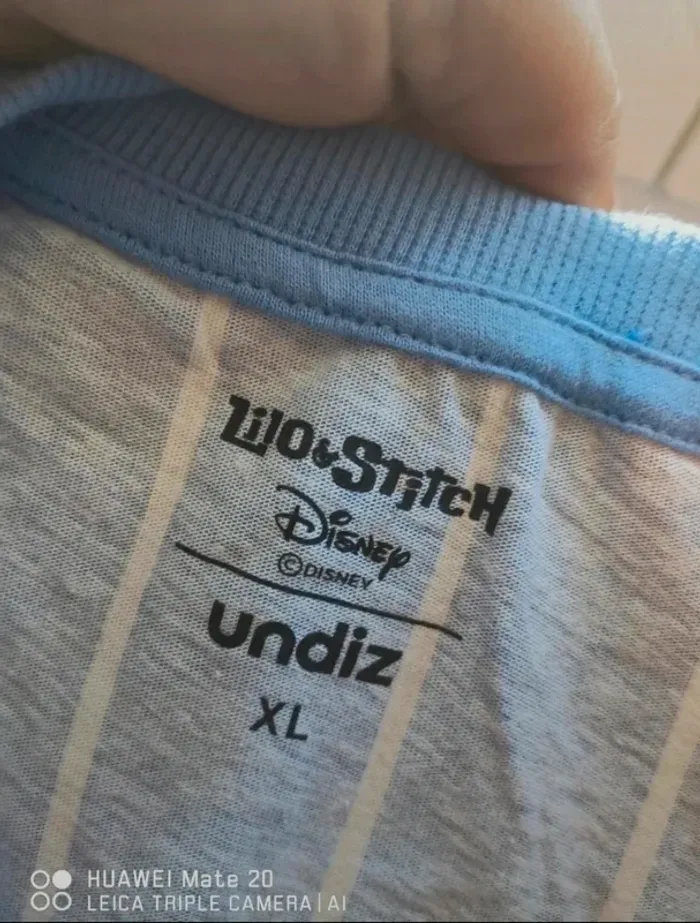 Lilo & Stitch
Disney
©DISNEY
undiz
XL
HUAWEI Mate 20
LEICA TRIPLE CAMERA | AI